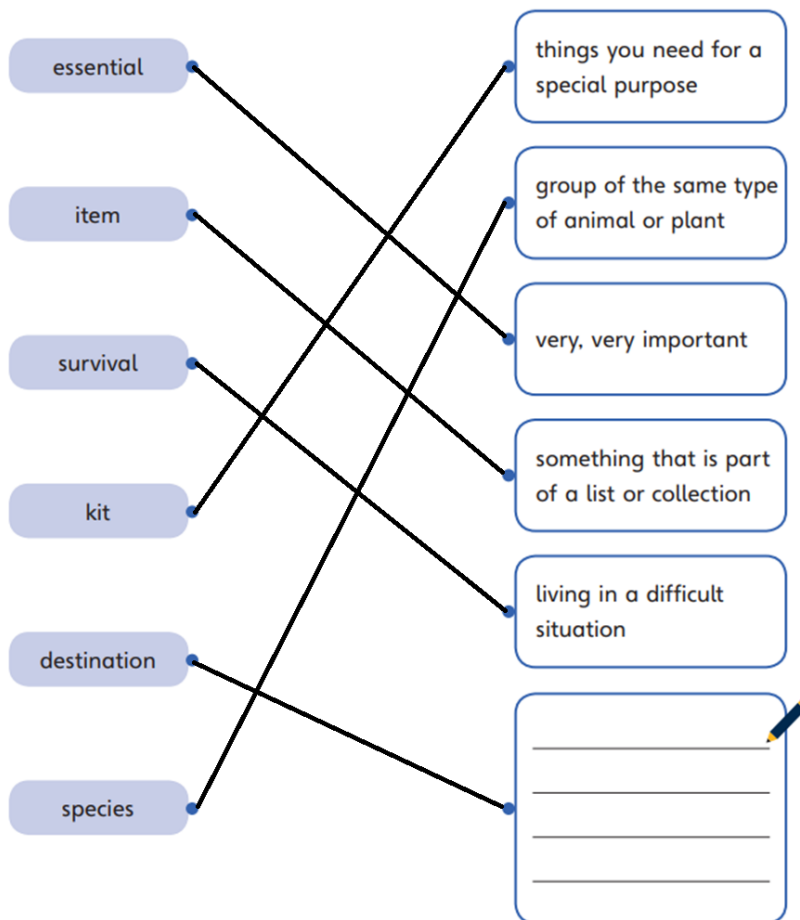 essential
item
survival
kit
destination
species
things you need for a
special purpose
group of the same type
of animal or plant
very, very important
something that is part
of a list or collection
living in a difficult
situation